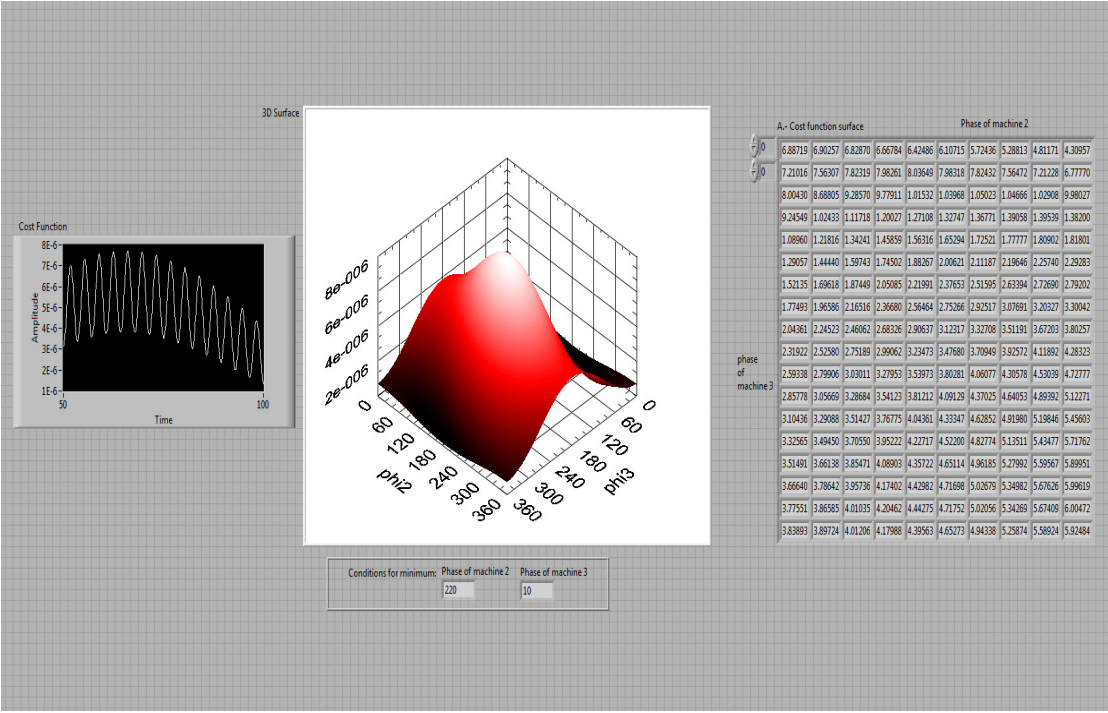 3D Surface
8e-006
6e-006
4e-006
2e-006
0
60
120
180
240
300
360
phi2
0
60
120
180
240
300
360
phi3
Cost Function
8E-6
7E-6
6E-6
5E-6
4E-6
3E-6
2E-6
1E-6
Amplitude
50 100
Time
A.- Cost function surface Phase of machine 2
0
0
phase
of
machine 3
6.88719 6.90257 6.82870 6.66784 6.42486 6.10715 5.72436 5.28813 4.81171 4.30957
7.21016 7.56307 7.82319 7.98261 8.03649 7.98318 7.82432 7.56472 7.21228 6.77770
8.00430 8.68805 9.28570 9.77911 1.01532 1.03968 1.05023 1.04666 1.02908 9.98027
9.24549 1.02433 1.11718 1.20027 1.27108 1.32747 1.36771 1.39058 1.39539 1.38200
1.08960 1.21816 1.34241 1.45859 1.56316 1.65294 1.72521 1.77777 1.80902 1.81801
1.29057 1.44440 1.59743 1.74502 1.88267 2.00621 2.11187 2.19646 2.25740 2.29283
1.52135 1.69618 1.87449 2.05085 2.21991 2.37653 2.51595 2.63394 2.72690 2.79202
1.77493 1.96586 2.16516 2.36680 2.56464 2.75266 2.92517 3.07691 3.20327 3.30042
2.04361 2.24523 2.46062 2.68326 2.90637 3.12317 3.32708 3.51191 3.67203 3.80257
2.31922 2.52580 2.75189 2.99062 3.23473 3.47680 3.70949 3.92572 4.11892 4.28323
2.59338 2.79906 3.03011 3.27953 3.53973 3.80281 4.06077 4.30578 4.53039 4.72777
2.85778 3.05669 3.28684 3.54123 3.81212 4.09129 4.37025 4.64053 4.89392 5.12271
3.10436 3.29088 3.51427 3.76775 4.04361 4.33347 4.62852 4.91980 5.19846 5.45603
3.32565 3.49450 3.70550 3.95222 4.22717 4.52200 4.82774 5.13511 5.43477 5.71762
3.51491 3.66138 3.85471 4.08903 4.35722 4.65114 4.96185 5.27992 5.59567 5.89951
3.66640 3.78642 3.95736 4.17402 4.42982 4.71698 5.02679 5.34982 5.67626 5.99619
3.77551 3.86585 4.01035 4.20462 4.44275 4.71752 5.02056 5.34269 5.67409 6.00472
3.83893 3.89724 4.01206 4.17988 4.39563 4.65273 4.94338 5.25874 5.58924 5.92484
Conditions for minimum: Phase of machine 2 Phase of machine 3
220 10